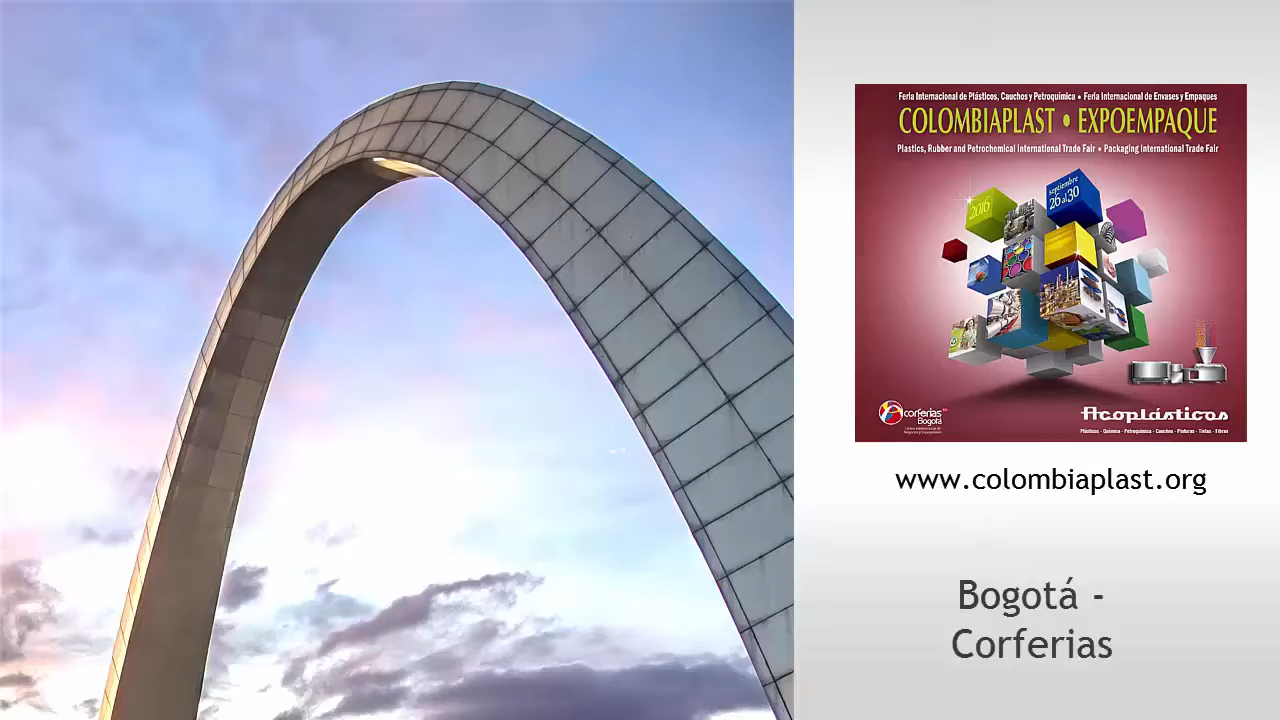 Feria Internacional de Plásticos, Cauchos y Petroquímica • Feria Internacional de Envases y Empaques
COLOMBIAPLAST • EXPOEMPAQUE
Plastics, Rubber and Petrochemical International Trade Fair • Packaging International Trade Fair
2016
septiembre
26 al 30
corferias
Bogotá
Acoplásticos
Plásticos - Química - Petroquímica - Cauchos - Pinturas - Tintas - Fibras
www.colombiaplast.org
Bogotá -
Corferias